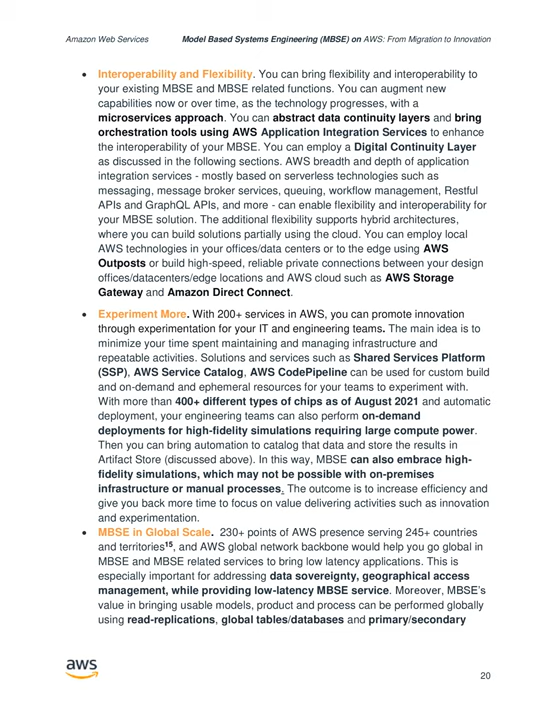 Amazon Web Services Model Based Systems Engineering (MBSE) on AWS: From Migration to Innovation
• Interoperability and Flexibility. You can bring flexibility and interoperability to
your existing MBSE and MBSE related functions. You can augment new
capabilities now or over time, as the technology progresses, with a
microservices approach. You can abstract data continuity layers and bring
orchestration tools using AWS Application Integration Services to enhance
the interoperability of your MBSE. You can employ a Digital Continuity Layer
as discussed in the following sections. AWS breadth and depth of application
integration services - mostly based on serverless technologies such as
messaging, message broker services, queuing, workflow management, Restful
APIs and GraphQL APIs, and more - can enable flexibility and interoperability for
your MBSE solution. The additional flexibility supports hybrid architectures,
where you can build solutions partially using the cloud. You can employ local
AWS technologies in your offices/data centers or to the edge using AWS
Outposts or build high-speed, reliable private connections between your design
offices/datacenters/edge locations and AWS cloud such as AWS Storage
Gateway and Amazon Direct Connect.
• Experiment More. With 200+ services in AWS, you can promote innovation
through experimentation for your IT and engineering teams. The main idea is to
minimize your time spent maintaining and managing infrastructure and
repeatable activities. Solutions and services such as Shared Services Platform
(SSP), AWS Service Catalog, AWS CodePipeline can be used for custom build
and on-demand and ephemeral resources for your teams to experiment with.
With more than 400+ different types of chips as of August 2021 and automatic
deployment, your engineering teams can also perform on-demand
deployments for high-fidelity simulations requiring large compute power.
Then you can bring automation to catalog that data and store the results in
Artifact Store (discussed above). In this way, MBSE can also embrace high-
fidelity simulations, which may not be possible with on-premises
infrastructure or manual processes. The outcome is to increase efficiency and
give you back more time to focus on value delivering activities such as innovation
and experimentation.
• MBSE in Global Scale. 230+ points of AWS presence serving 245+ countries
and territories15, and AWS global network backbone would help you go global in
MBSE and MBSE related services to bring low latency applications. This is
especially important for addressing data sovereignty, geographical access
management, while providing low-latency MBSE service. Moreover, MBSE's
value in bringing usable models, product and process can be performed globally
using read-replications, global tables/databases and primary/secondary
aws
20